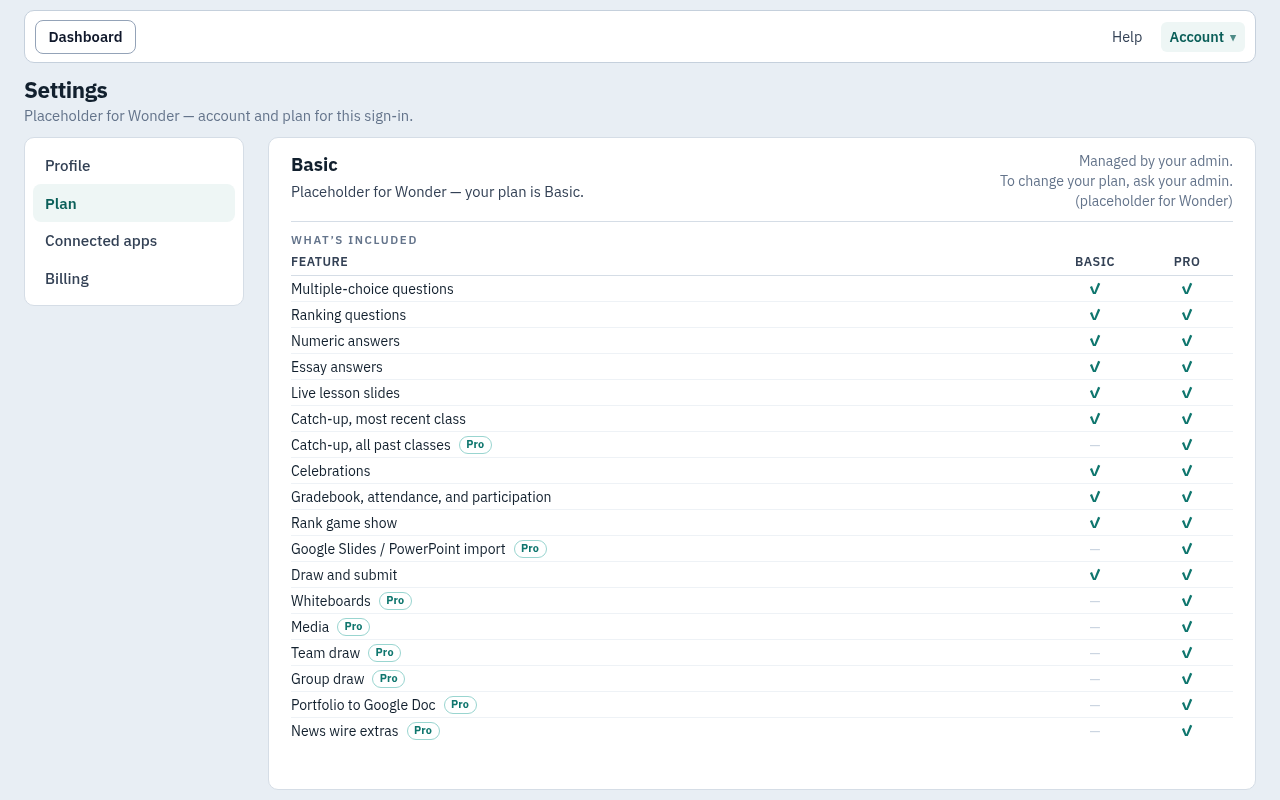 Dashboard
Help
Account ▾
Settings
Placeholder for Wonder — account and plan for this sign-in.
Profile
Plan
Connected apps
Billing
Basic
Placeholder for Wonder — your plan is Basic.
Managed by your admin.
To change your plan, ask your admin.
(placeholder for Wonder)
WHAT'S INCLUDED
FEATURE BASIC PRO
Multiple-choice questions ✓ ✓
Ranking questions ✓ ✓
Numeric answers ✓ ✓
Essay answers ✓ ✓
Live lesson slides ✓ ✓
Catch-up, most recent class ✓ ✓
Catch-up, all past classes Pro — ✓
Celebrations ✓ ✓
Gradebook, attendance, and participation ✓ ✓
Rank game show ✓ ✓
Google Slides / PowerPoint import Pro — ✓
Draw and submit ✓ ✓
Whiteboards Pro — ✓
Media Pro — ✓
Team draw Pro — ✓
Group draw Pro — ✓
Portfolio to Google Doc Pro — ✓
News wire extras Pro — ✓